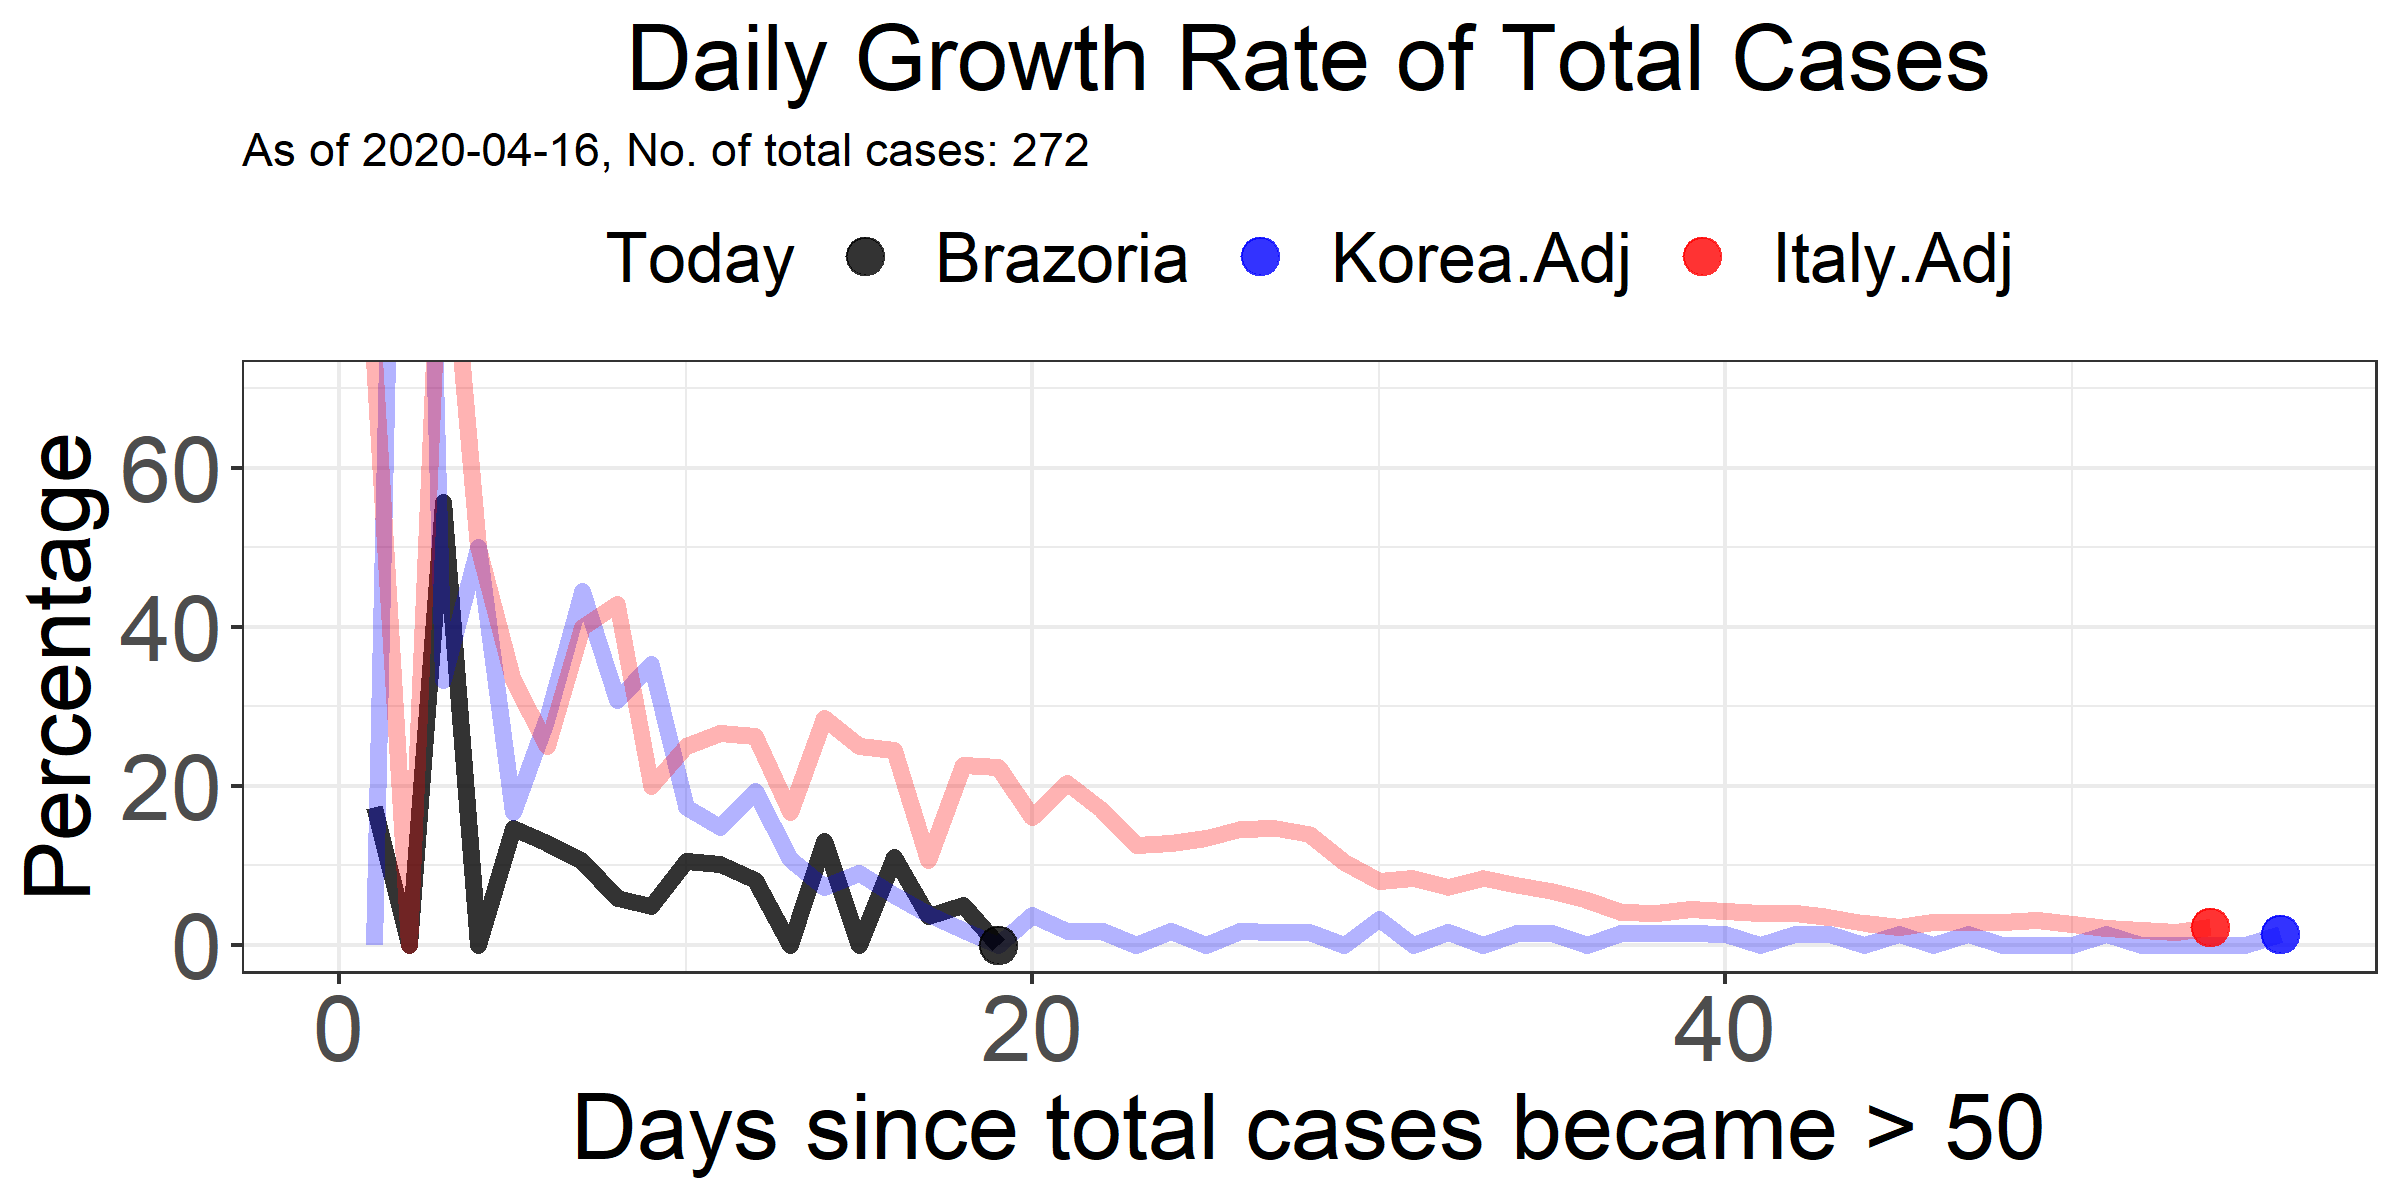 Daily Growth Rate of Total Cases
As of 2020-04-16, No. of total cases: 272
Today Brazoria Korea.Adj Italy.Adj
Percentage
60
40
20
0
0 20 40
Days since total cases became > 50